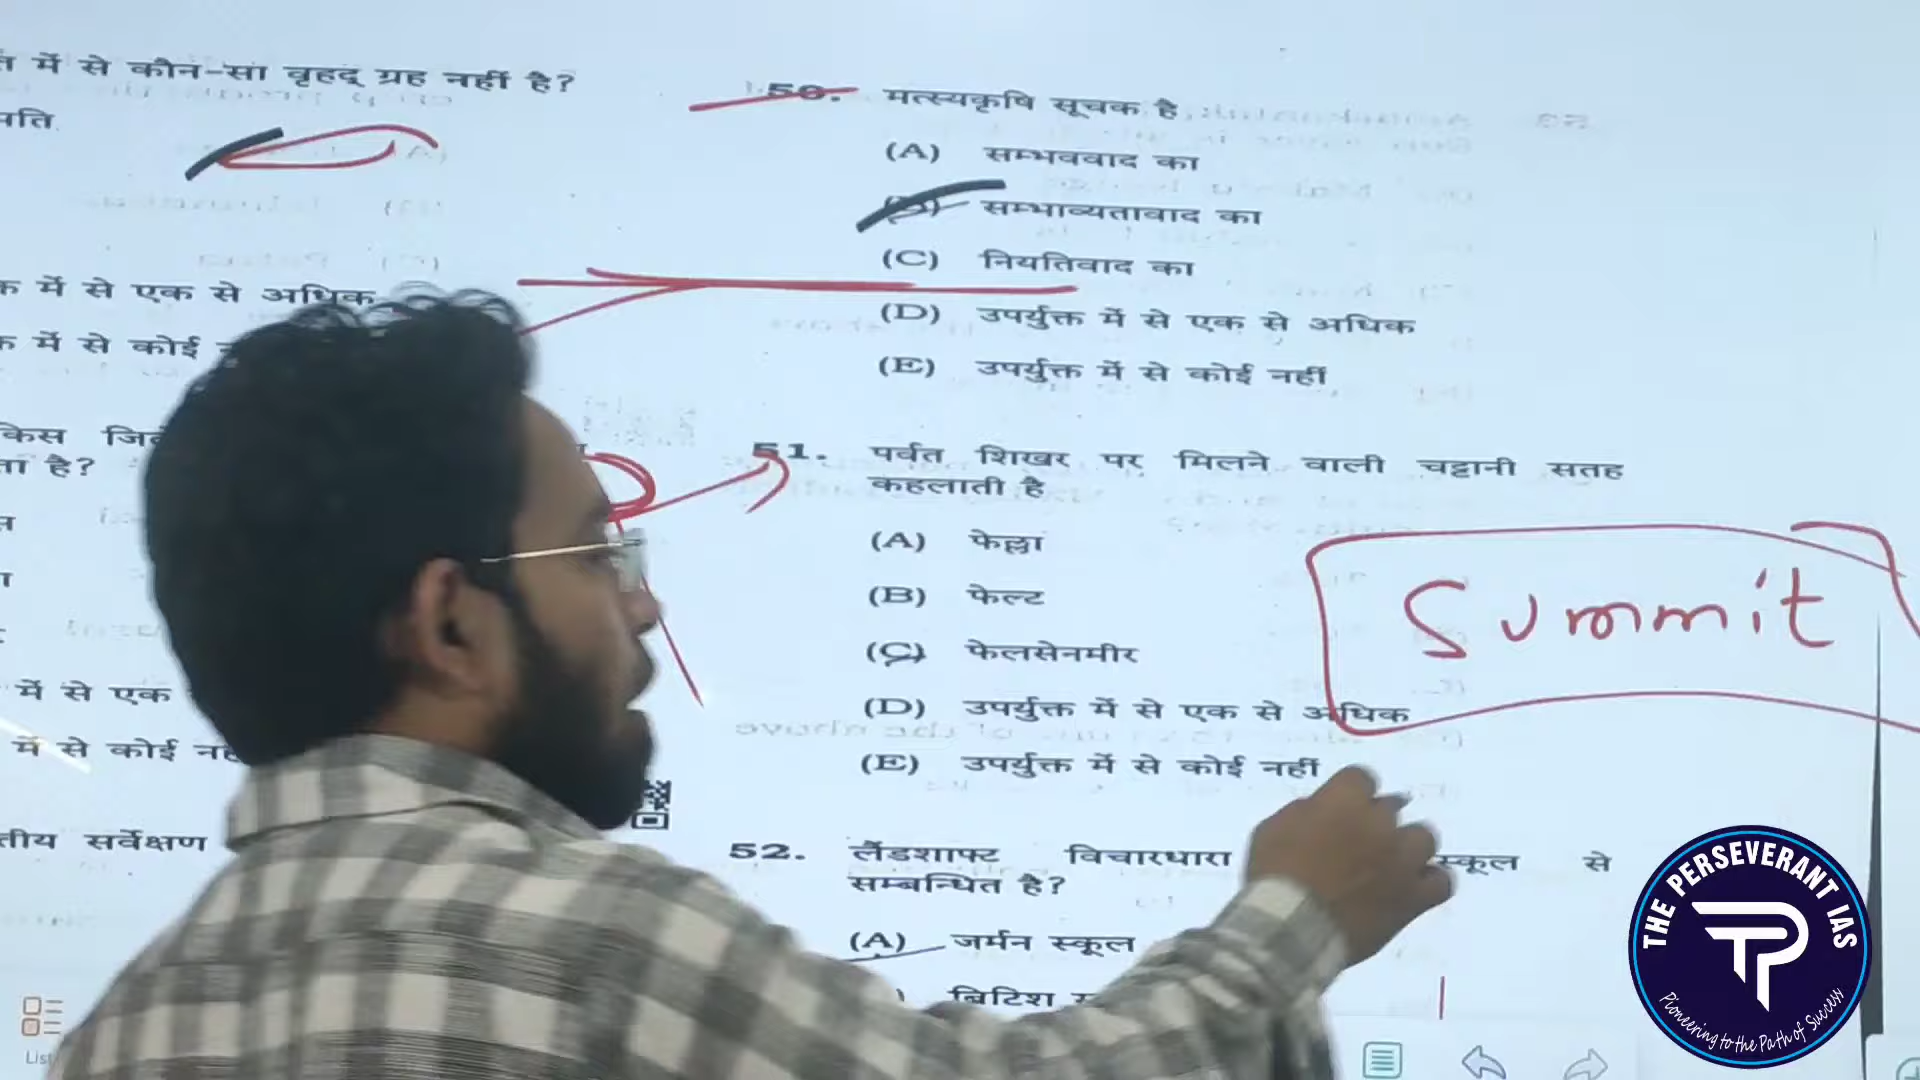 में से कौन-सा वृहद् ग्रह नहीं है?
में से एक से अधिक
में से कोई
किस
ता है?
में से एक
में से कोई
सर्वेक्षण
50. मत्स्यकृषि सूचक है
(A) सम्भववाद का
(B) सम्भाव्यतावाद का
(C) नियतिवाद का
(D) उपर्युक्त में से एक से अधिक
(E) उपर्युक्त में से कोई नहीं
51. पर्वत शिखर पर मिलने वाली चट्टानी सतह
कहलाती है
(A) फेल्ला
(B) फेल्ट
(C) फेलसेनमीर
(D) उपर्युक्त में से एक से अधिक
(E) उपर्युक्त में से कोई नहीं
Summit
52. लैंडशाफ्ट विचारधारा स्कूल से
सम्बन्धित है?
(A) जर्मन स्कूल
ब्रिटिश
List
THE PERSEVERANT IAS
TP
Pioneering to the Path of Success